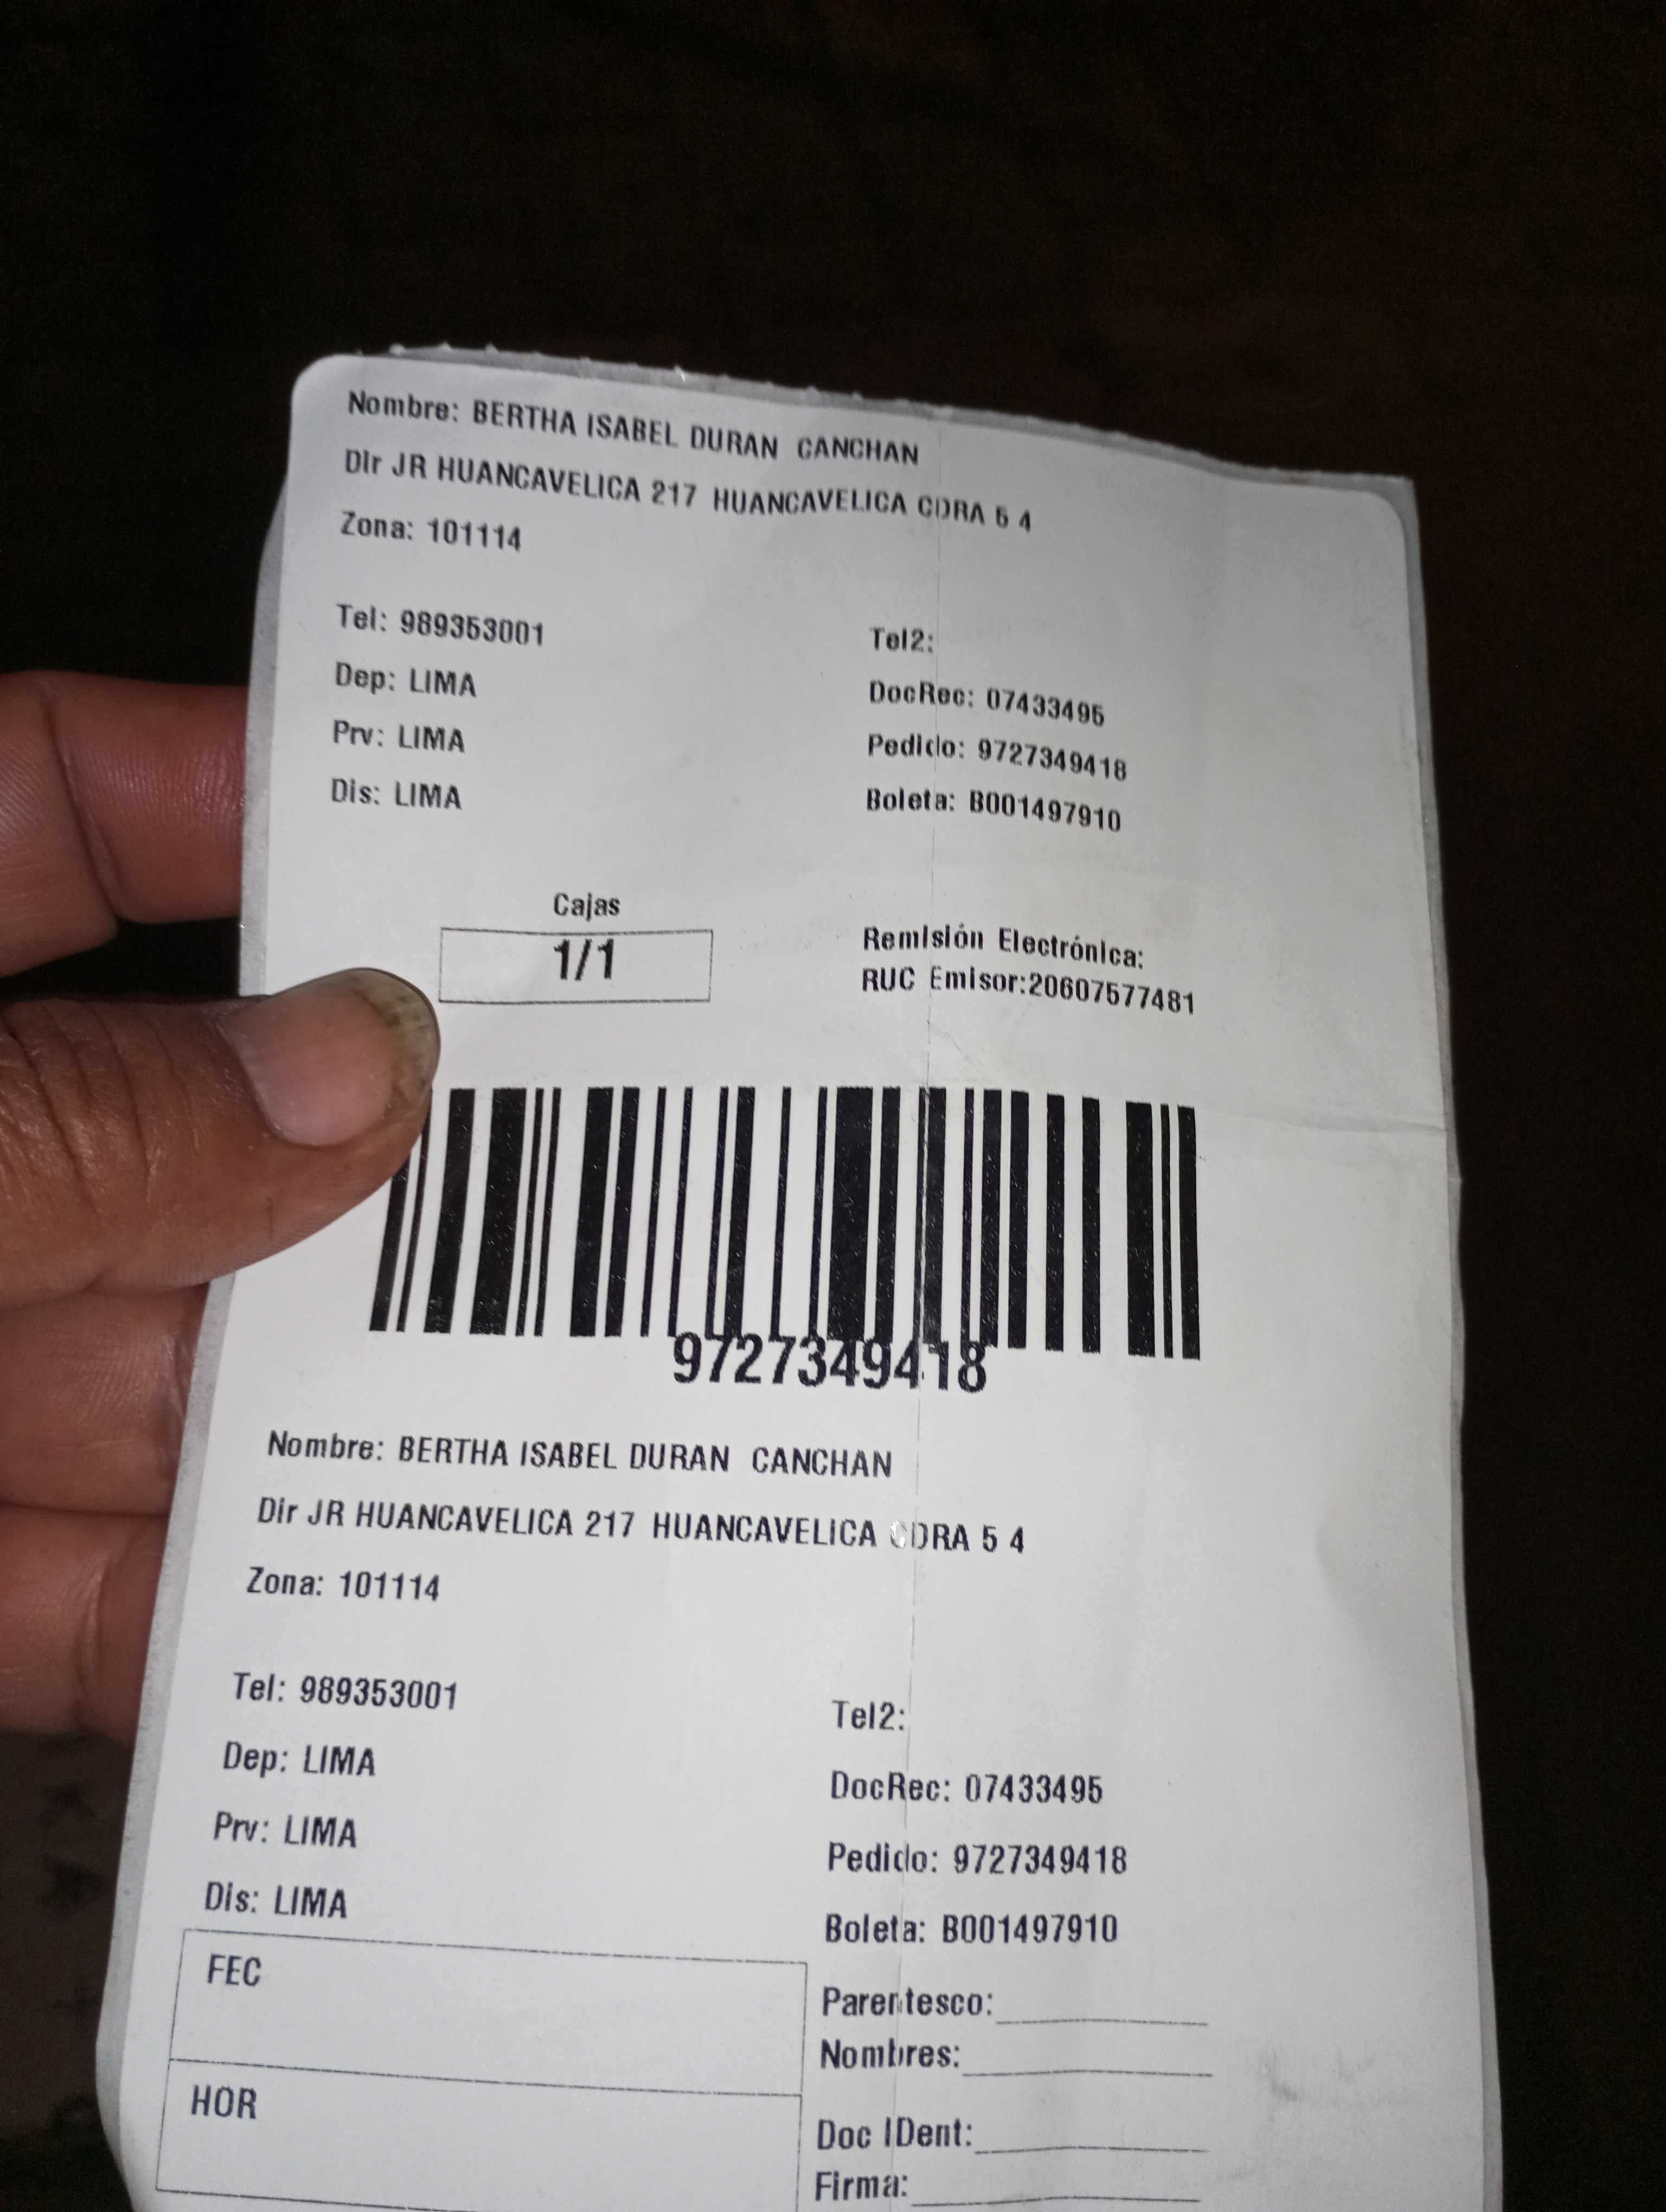 Nombre: BERTHA ISABEL DURAN CANCHAN
Dir JR HUANCAVELICA 217 HUANCAVELICA CDRA 5 4
Zona: 101114
Tel: 989353001
Tel2:
Dep: LIMA
DocRec: 07433495
Prv: LIMA
Pedido: 9727349418
Dis: LIMA
Boleta: B001497910
Cajas
1/1
Remisión Electrónica:
RUC Emisor:20607577481
9727349418
Nombre: BERTHA ISABEL DURAN CANCHAN
Dir JR HUANCAVELICA 217 HUANCAVELICA CDRA 5 4
Zona: 101114
Tel: 989353001
Tel2:
Dep: LIMA
DocRec: 07433495
Prv: LIMA
Pedido: 9727349418
Dis: LIMA
Boleta: B001497910
FEC
Parentesco:
Nombres:
HOR
Doc IDent:
Firma: